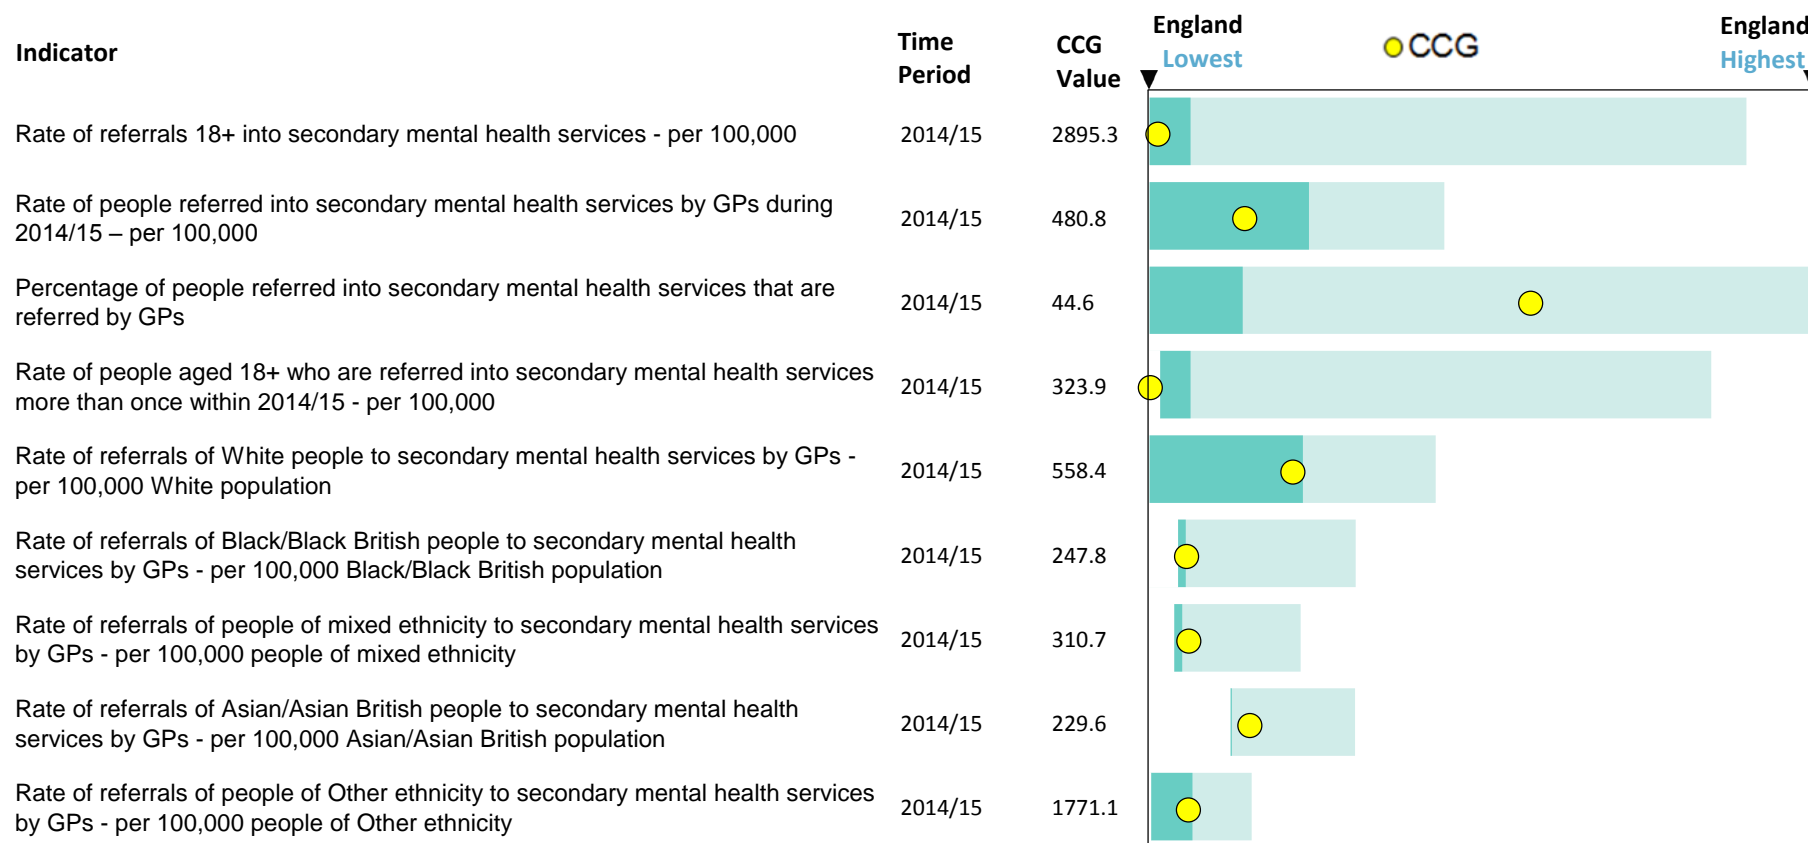 Indicator
Time
Period
CCG
Value
England
Lowest
CCG
England
Highest
Rate of referrals 18+ into secondary mental health services - per 100,000
2014/15
2895.3
Rate of people referred into secondary mental health services by GPs during
2014/15 – per 100,000
2014/15
480.8
Percentage of people referred into secondary mental health services that are
referred by GPs
2014/15
44.6
Rate of people aged 18+ who are referred into secondary mental health services
more than once within 2014/15 - per 100,000
2014/15
323.9
Rate of referrals of White people to secondary mental health services by GPs -
per 100,000 White population
2014/15
558.4
Rate of referrals of Black/Black British people to secondary mental health
services by GPs - per 100,000 Black/Black British population
2014/15
247.8
Rate of referrals of people of mixed ethnicity to secondary mental health services
by GPs - per 100,000 people of mixed ethnicity
2014/15
310.7
Rate of referrals of Asian/Asian British people to secondary mental health
services by GPs - per 100,000 Asian/Asian British population
2014/15
229.6
Rate of referrals of people of Other ethnicity to secondary mental health services
by GPs - per 100,000 people of Other ethnicity
2014/15
1771.1